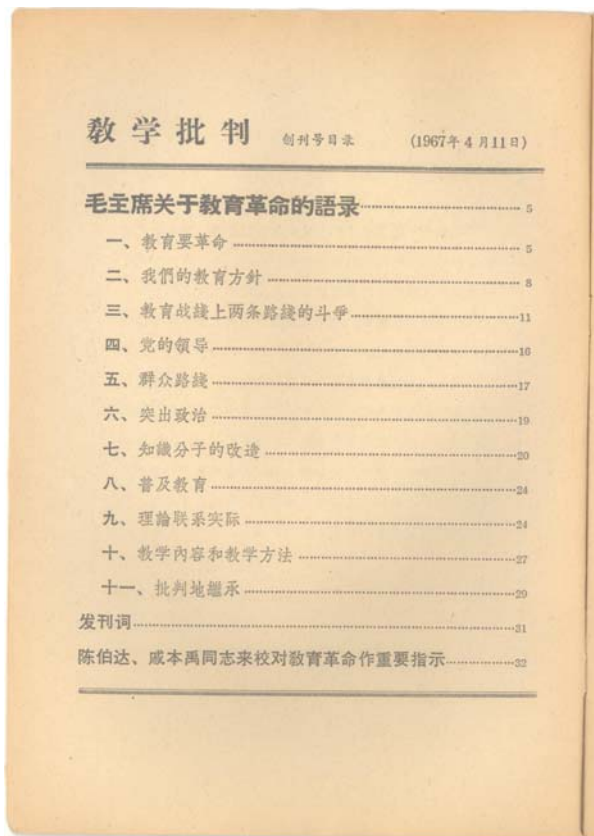 教学批判 创刊号目录 (1967年4月11日)
毛主席关于教育革命的語录 5
一、教育要革命 5
二、我們的教育方針 8
三、教育战綫上两条路綫的斗爭 11
四、党的領导 16
五、群众路綫 17
六、突出政治 19
七、知識分子的改造 20
八、普及教育 24
九、理論联系实际 24
十、教学內容和教学方法 27
十一、批判地繼承 29
发刊词 31
陈伯达、戚本禹同志来校对教育革命作重要指示 32